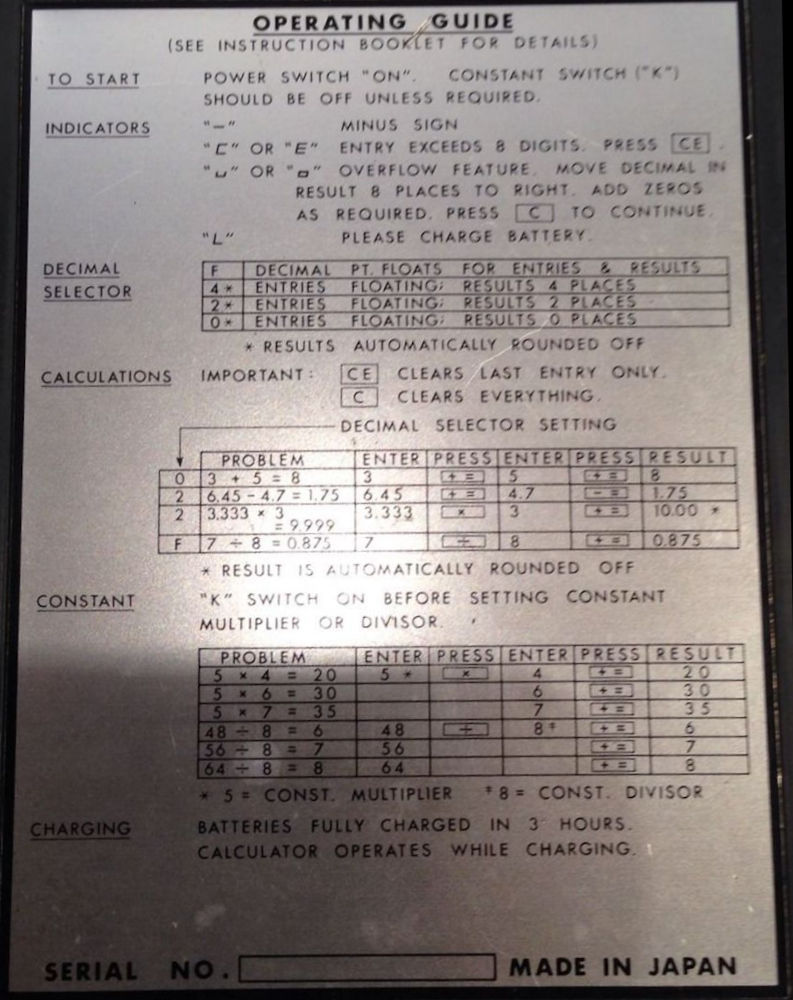 OPERATING GUIDE
(SEE INSTRUCTION BOOKLET FOR DETAILS)
TO START POWER SWITCH "ON". CONSTANT SWITCH ("K")
SHOULD BE OFF UNLESS REQUIRED.
INDICATORS "–" MINUS SIGN
"C" OR "E" ENTRY EXCEEDS 8 DIGITS. PRESS CE .
"␣" OR "□" OVERFLOW FEATURE. MOVE DECIMAL IN
RESULT 8 PLACES TO RIGHT. ADD ZEROS
AS REQUIRED. PRESS C TO CONTINUE.
"L" PLEASE CHARGE BATTERY.
DECIMAL F DECIMAL PT. FLOATS FOR ENTRIES & RESULTS
SELECTOR 4* ENTRIES FLOATING; RESULTS 4 PLACES
2* ENTRIES FLOATING; RESULTS 2 PLACES
0* ENTRIES FLOATING; RESULTS 0 PLACES
* RESULTS AUTOMATICALLY ROUNDED OFF
CALCULATIONS IMPORTANT: CE CLEARS LAST ENTRY ONLY.
C CLEARS EVERYTHING.
DECIMAL SELECTOR SETTING
PROBLEM ENTER PRESS ENTER PRESS RESULT
0 3 + 5 = 8 3 + = 5 + = 8
2 6.45 – 4.7 = 1.75 6.45 + = 4.7 – = 1.75
2 3.333 × 3 3.333 × 3 + = 10.00 *
= 9.999
F 7 ÷ 8 = 0.875 7 ÷ 8 + = 0.875
* RESULT IS AUTOMATICALLY ROUNDED OFF
CONSTANT "K" SWITCH ON BEFORE SETTING CONSTANT
MULTIPLIER OR DIVISOR.
PROBLEM ENTER PRESS ENTER PRESS RESULT
5 × 4 = 20 5 * × 4 + = 20
5 × 6 = 30 6 + = 30
5 × 7 = 35 7 + = 35
48 ÷ 8 = 6 48 ÷ 8‡ + = 6
56 ÷ 8 = 7 56 + = 7
64 ÷ 8 = 8 64 + = 8
* 5 = CONST. MULTIPLIER ‡8 = CONST. DIVISOR
CHARGING BATTERIES FULLY CHARGED IN 3 HOURS.
CALCULATOR OPERATES WHILE CHARGING.
SERIAL NO. MADE IN JAPAN